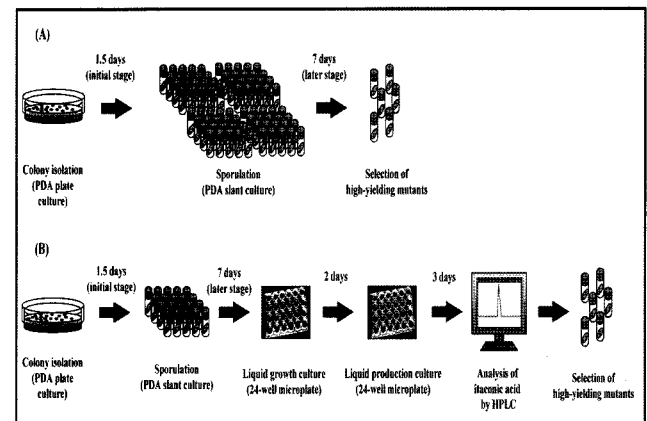 (A)
1.5 days
(initial stage)
7 days
(later stage)
Colony isolation
(PDA plate
culture)
Sporulation
(PDA slant culture)
Selection of
high-yielding mutants
(B)
1.5 days
(initial stage)
7 days
(later stage)
2 days
3 days
Colony isolation
(PDA plate
culture)
Sporulation
(PDA slant culture)
Liquid growth culture
(24-well microplate)
Liquid production culture
(24-well microplate)
Analysis of
itaconic acid
by HPLC
Selection of
high-yielding mutants